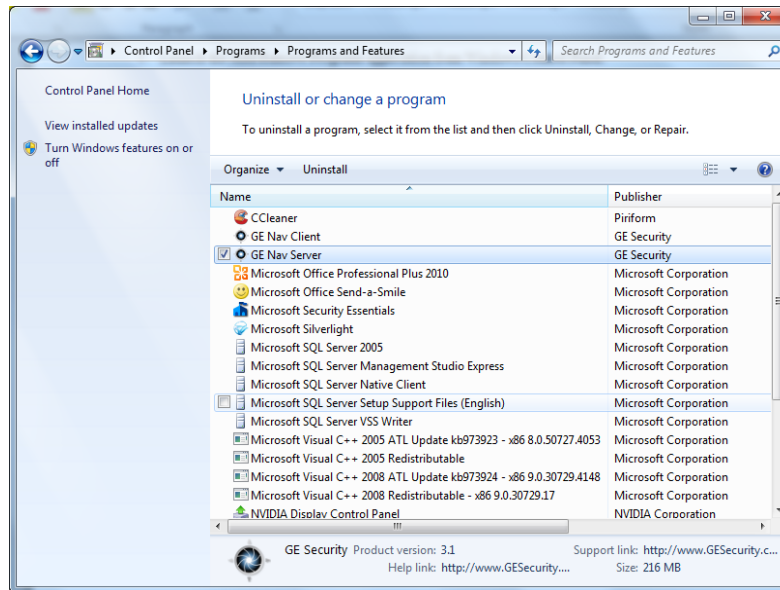 Control Panel Programs Programs and Features Search Programs and Features
Control Panel Home
View installed updates
Turn Windows features on or
off
Uninstall or change a program
To uninstall a program, select it from the list and then click Uninstall, Change, or Repair.
Organize Uninstall
Name Publisher
CCleaner Piriform
GE Nav Client GE Security
GE Nav Server GE Security
Microsoft Office Professional Plus 2010 Microsoft Corporation
Microsoft Office Send-a-Smile Microsoft Corporation
Microsoft Security Essentials Microsoft Corporation
Microsoft Silverlight Microsoft Corporation
Microsoft SQL Server 2005 Microsoft Corporation
Microsoft SQL Server Management Studio Express Microsoft Corporation
Microsoft SQL Server Native Client Microsoft Corporation
Microsoft SQL Server Setup Support Files (English) Microsoft Corporation
Microsoft SQL Server VSS Writer Microsoft Corporation
Microsoft Visual C++ 2005 ATL Update kb973923 - x86 8.0.50727.4053 Microsoft Corporation
Microsoft Visual C++ 2005 Redistributable Microsoft Corporation
Microsoft Visual C++ 2008 ATL Update kb973924 - x86 9.0.30729.4148 Microsoft Corporation
Microsoft Visual C++ 2008 Redistributable - x86 9.0.30729.17 Microsoft Corporation
NVIDIA Display Control Panel NVIDIA Corporation
GE Security Product version: 3.1 Support link: http://www.GESecurity.c...
Help link: http://www.GESecurity.... Size: 216 MB